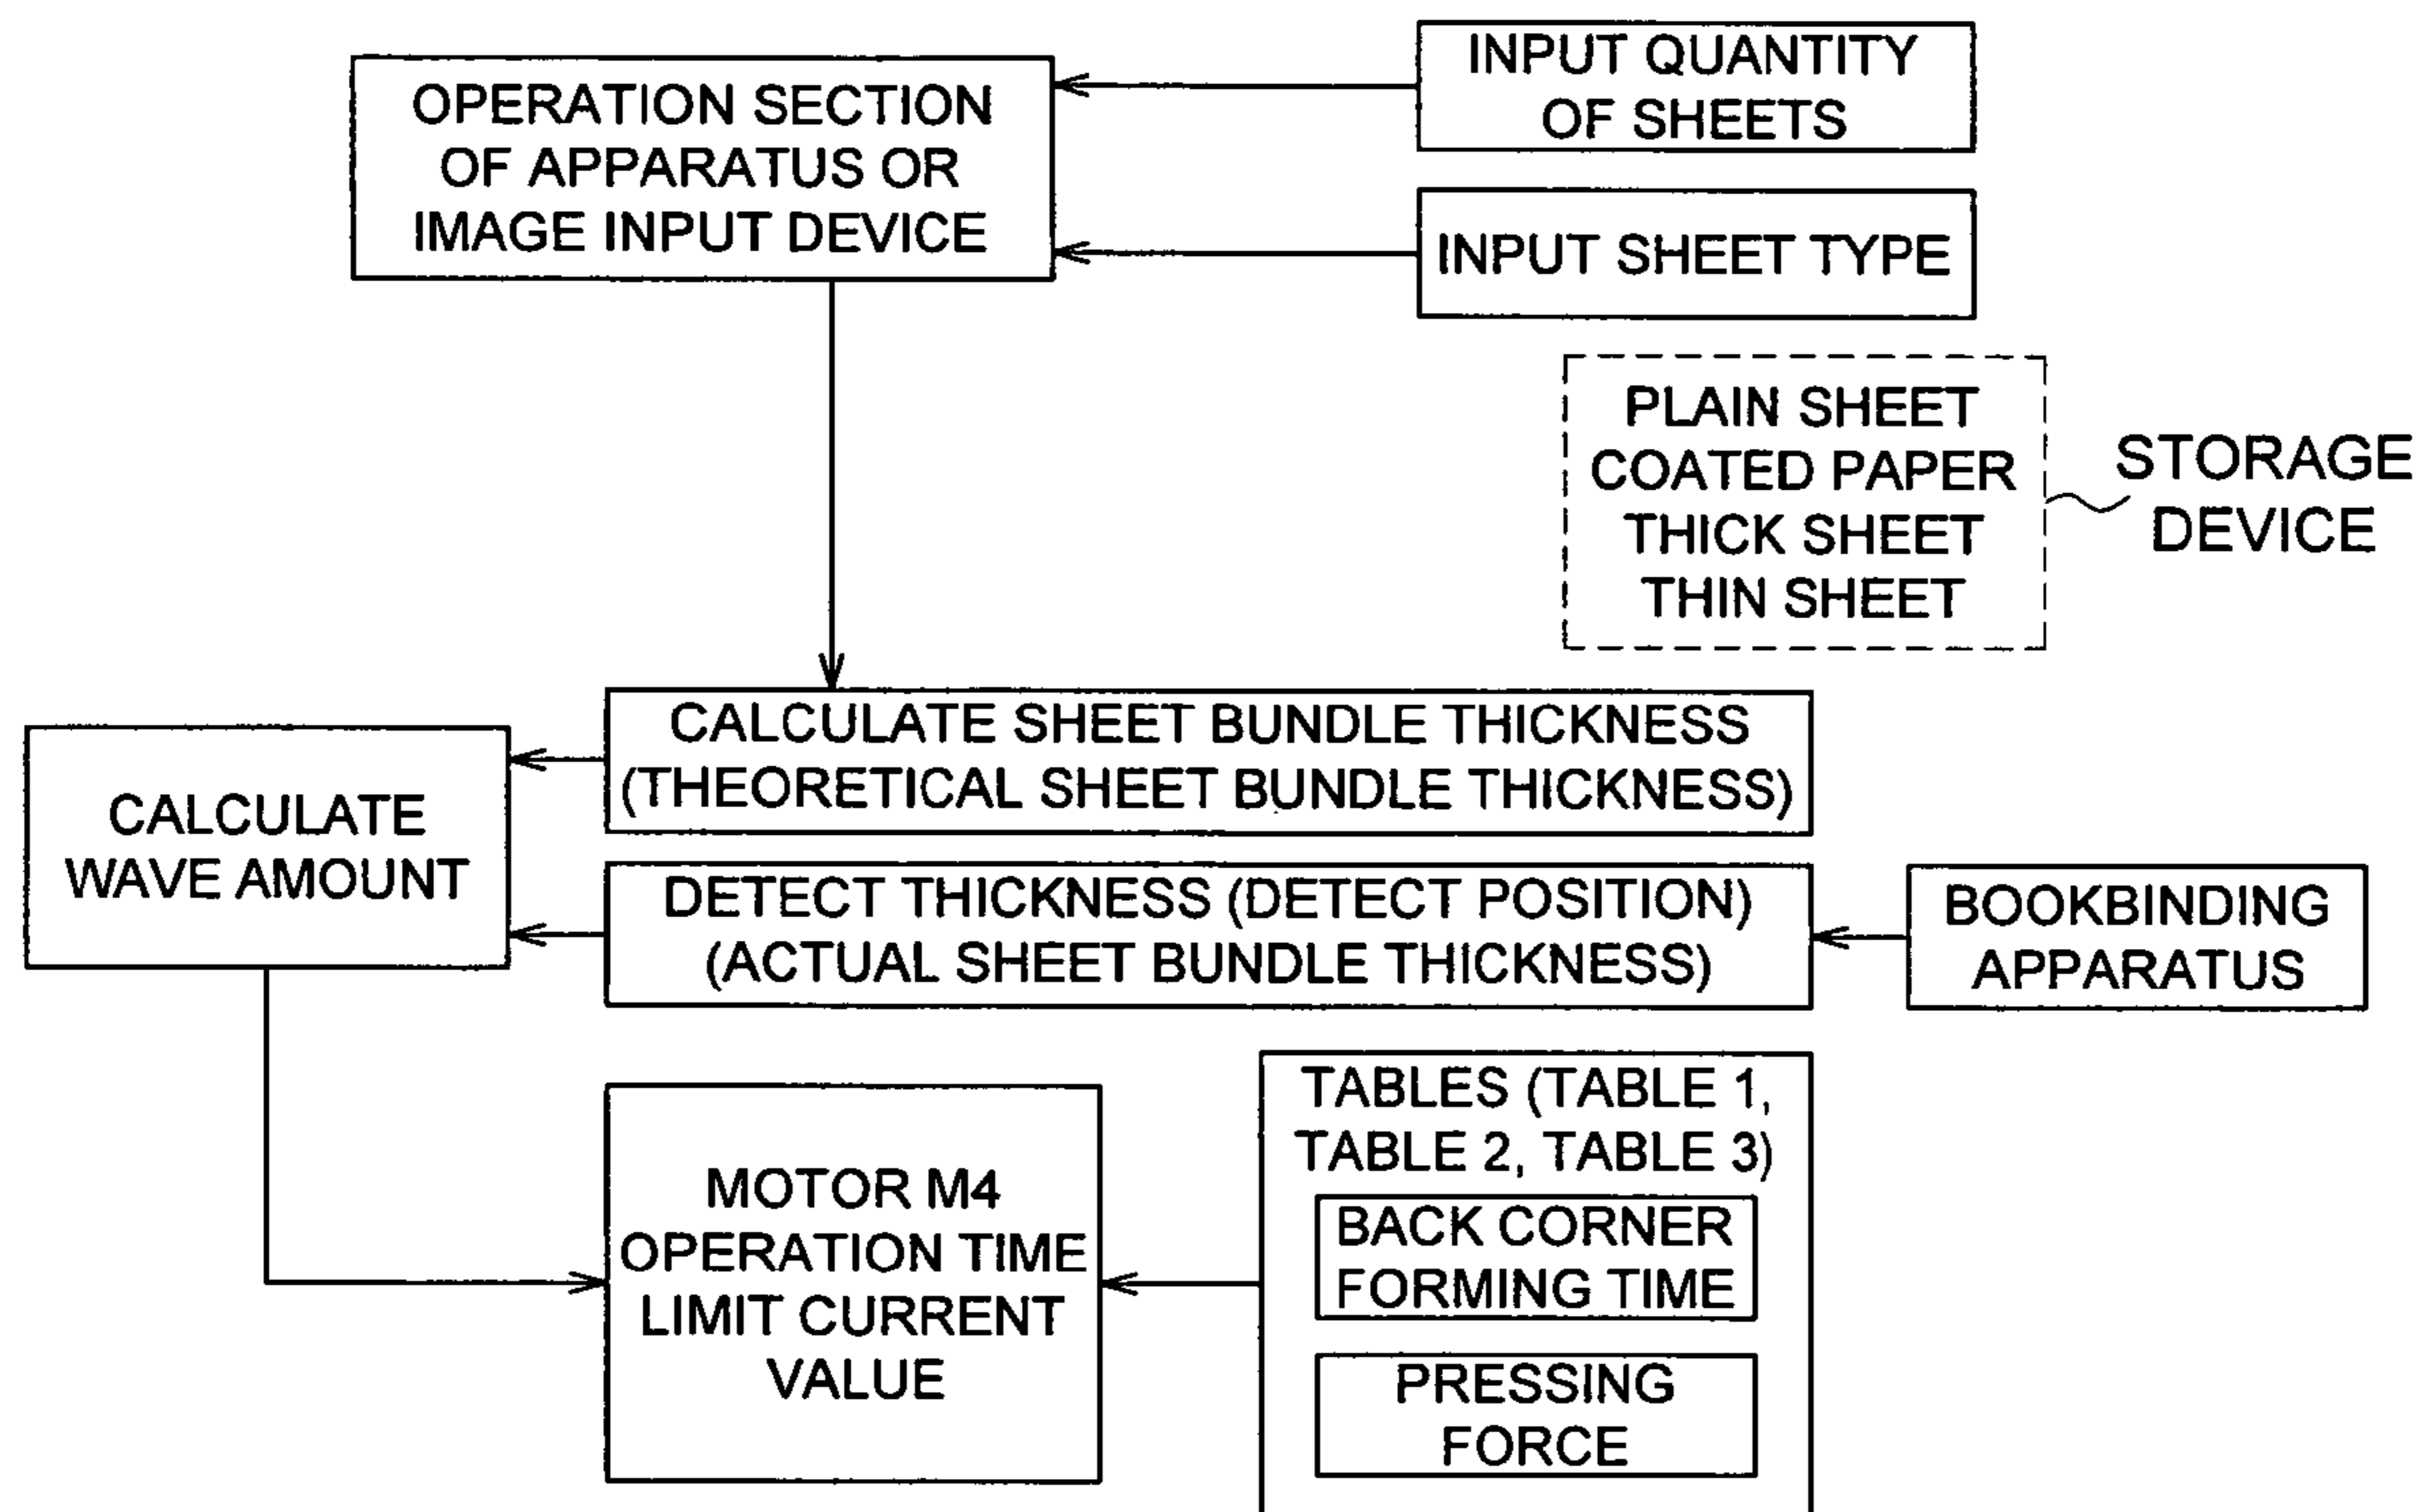 INPUT QUANTITY
OF SHEETS
OPERATION SECTION
OF APPARATUS OR
IMAGE INPUT DEVICE
INPUT SHEET TYPE
PLAIN SHEET
COATED PAPER
THICK SHEET
THIN SHEET
STORAGE
DEVICE
CALCULATE SHEET BUNDLE THICKNESS
(THEORETICAL SHEET BUNDLE THICKNESS)
CALCULATE
WAVE AMOUNT
DETECT THICKNESS (DETECT POSITION)
(ACTUAL SHEET BUNDLE THICKNESS)
BOOKBINDING
APPARATUS
TABLES (TABLE 1,
TABLE 2, TABLE 3)
MOTOR M4
OPERATION TIME
LIMIT CURRENT
VALUE
BACK CORNER
FORMING TIME
PRESSING
FORCE